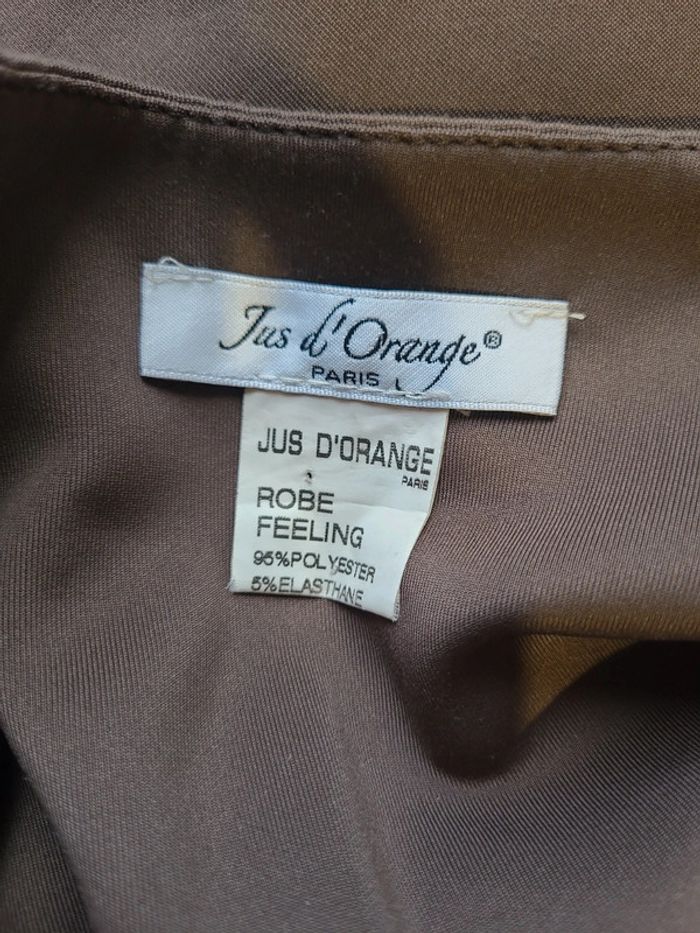 Jus d'Orange®
PARIS
JUS D'ORANGE
PARIS
ROBE
FEELING
95%POLYESTER
5%ELASTHANE